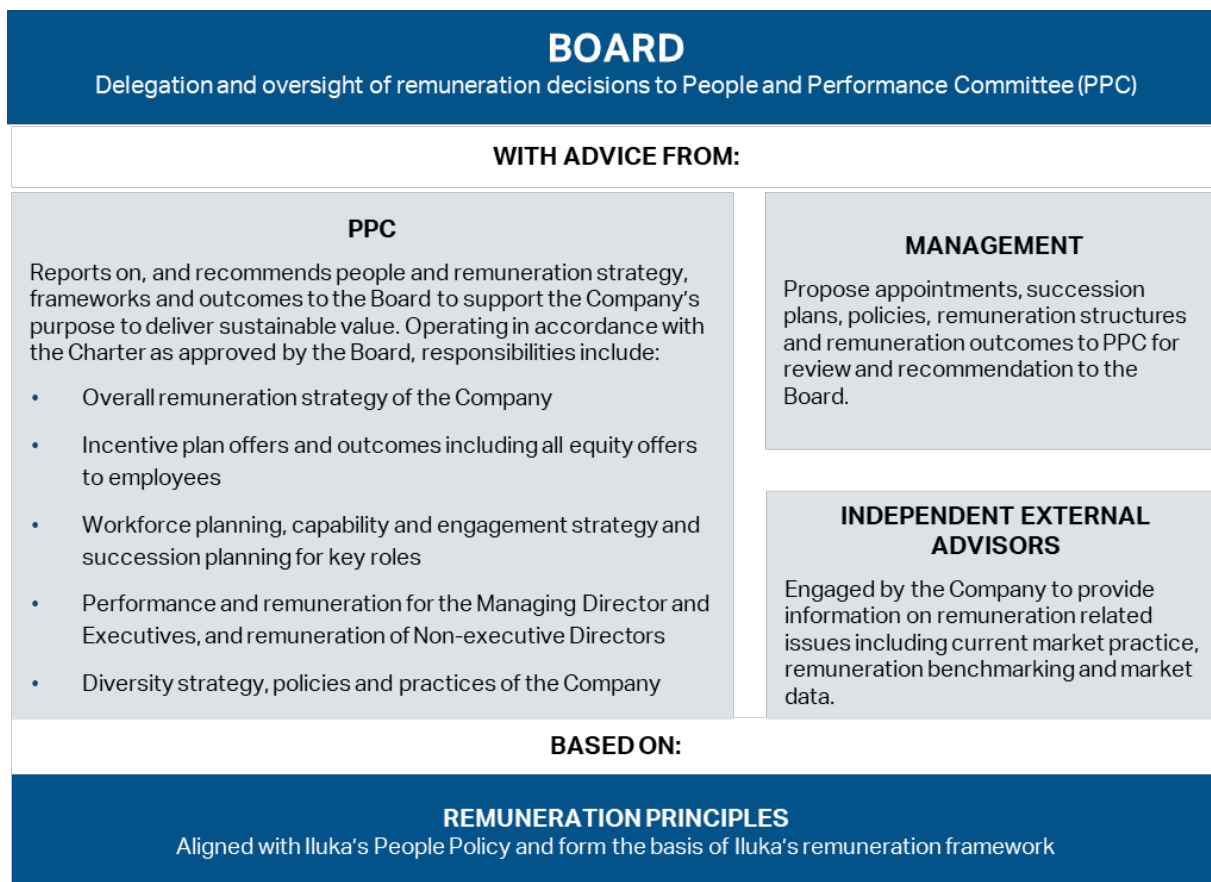 BOARD
Delegation and oversight of remuneration decisions to People and Performance Committee (PPC)
WITH ADVICE FROM:
PPC
Reports on, and recommends people and remuneration strategy,
frameworks and outcomes to the Board to support the Company's
purpose to deliver sustainable value. Operating in accordance with
the Charter as approved by the Board, responsibilities include:
• Overall remuneration strategy of the Company
• Incentive plan offers and outcomes including all equity offers
to employees
• Workforce planning, capability and engagement strategy and
succession planning for key roles
• Performance and remuneration for the Managing Director and
Executives, and remuneration of Non-executive Directors
• Diversity strategy, policies and practices of the Company
MANAGEMENT
Propose appointments, succession
plans, policies, remuneration structures
and remuneration outcomes to PPC for
review and recommendation to the
Board.
INDEPENDENT EXTERNAL
ADVISORS
Engaged by the Company to provide
information on remuneration related
issues including current market practice,
remuneration benchmarking and market
data.
BASED ON:
REMUNERATION PRINCIPLES
Aligned with Iluka's People Policy and form the basis of Iluka's remuneration framework